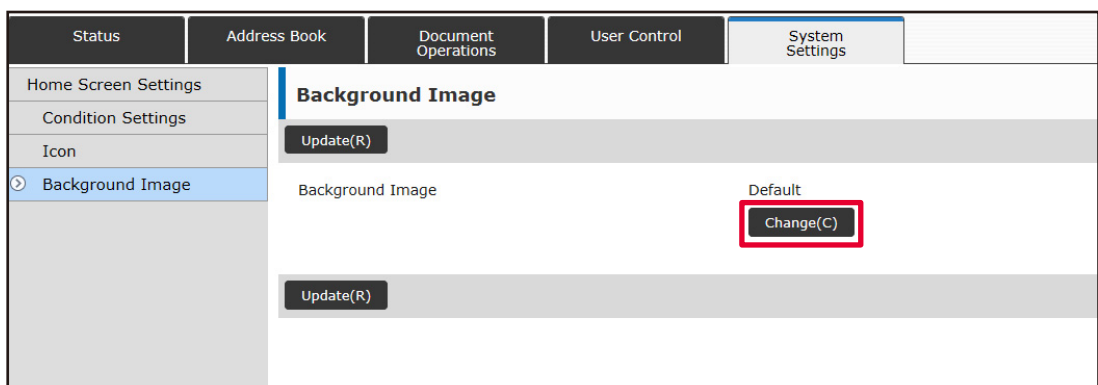 Status
Address Book
Document
Operations
User Control
System
Settings
Home Screen Settings
Condition Settings
Icon
Background Image
Background Image
Update(R)
Background Image
Default
Change(C)
Update(R)